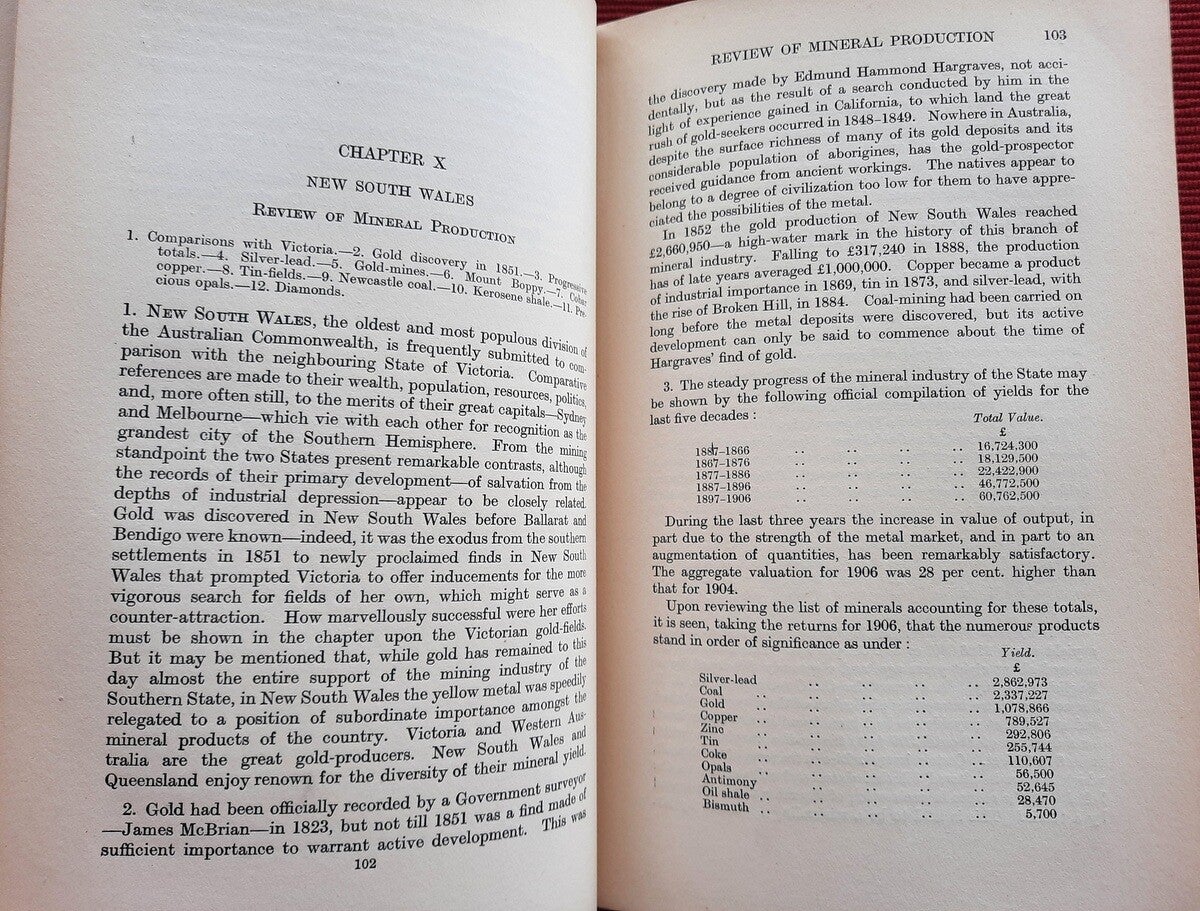 CHAPTER X
NEW SOUTH WALES
REVIEW OF MINERAL PRODUCTION
1. Comparisons with Victoria.—2. Gold discovery in 1851.—3. Progressive
totals.—4. Silver-lead.—5. Gold-mines.—6. Mount Boppy.—7. Cobar
copper.—8. Tin-fields.—9. Newcastle coal.—10. Kerosene shale.—11. Pre-
cious opals.—12. Diamonds.
1. NEW SOUTH WALES, the oldest and most populous division of
the Australian Commonwealth, is frequently submitted to com-
parison with the neighbouring State of Victoria. Comparative
references are made to their wealth, population, resources, politics,
and, more often still, to the merits of their great capitals—Sydney
and Melbourne—which vie with each other for recognition as the
grandest city of the Southern Hemisphere. From the mining
standpoint the two States present remarkable contrasts, although
the records of their primary development—of salvation from the
depths of industrial depression—appear to be closely related.
Gold was discovered in New South Wales before Ballarat and
Bendigo were known—indeed, it was the exodus from the southern
settlements in 1851 to newly proclaimed finds in New South
Wales that prompted Victoria to offer inducements for the more
vigorous search for fields of her own, which might serve as a
counter-attraction. How marvellously successful were her efforts
must be shown in the chapter upon the Victorian gold-fields.
But it may be mentioned that, while gold has remained to this
day almost the entire support of the mining industry of the
Southern State, in New South Wales the yellow metal was speedily
relegated to a position of subordinate importance amongst the
mineral products of the country. Victoria and Western Aus-
tralia are the great gold-producers. New South Wales and
Queensland enjoy renown for the diversity of their mineral yield.
2. Gold had been officially recorded by a Government surveyor
—James McBrian—in 1823, but not till 1851 was a find made of
sufficient importance to warrant active development. This was
102
REVIEW OF MINERAL PRODUCTION 103
the discovery made by Edmund Hammond Hargraves, not acci-
dentally, but as the result of a search conducted by him in the
light of experience gained in California, to which land the great
rush of gold-seekers occurred in 1848–1849. Nowhere in Australia,
despite the surface richness of many of its gold deposits and its
considerable population of aborigines, has the gold-prospector
received guidance from ancient workings. The natives appear to
belong to a degree of civilization too low for them to have appre-
ciated the possibilities of the metal.
In 1852 the gold production of New South Wales reached
£2,660,950—a high-water mark in the history of this branch of
mineral industry. Falling to £317,240 in 1888, the production
has of late years averaged £1,000,000. Copper became a product
of industrial importance in 1869, tin in 1873, and silver-lead, with
the rise of Broken Hill, in 1884. Coal-mining had been carried on
long before the metal deposits were discovered, but its active
development can only be said to commence about the time of
Hargraves' find of gold.
3. The steady progress of the mineral industry of the State may
be shown by the following official compilation of yields for the
last five decades :
Total Value.
£
1857–1866 .. .. .. .. 16,724,300
1867–1876 .. .. .. .. 18,129,500
1877–1886 .. .. .. .. 22,422,900
1887–1896 .. .. .. .. 46,772,500
1897–1906 .. .. .. .. 60,762,500
During the last three years the increase in value of output, in
part due to the strength of the metal market, and in part to an
augmentation of quantities, has been remarkably satisfactory.
The aggregate valuation for 1906 was 28 per cent. higher than
that for 1904.
Upon reviewing the list of minerals accounting for these totals,
it is seen, taking the returns for 1906, that the numerous products
stand in order of significance as under :
Yield.
£
Silver-lead .. .. .. .. 2,862,973
Coal .. .. .. .. .. 2,337,227
Gold .. .. .. .. .. 1,078,866
Copper .. .. .. .. .. 789,527
Zinc .. .. .. .. .. 292,806
Tin .. .. .. .. .. 255,744
Coke .. .. .. .. .. 110,607
Opals .. .. .. .. .. 56,500
Antimony .. .. .. .. 52,645
Oil shale .. .. .. .. .. 28,470
Bismuth .. .. .. .. .. 5,700